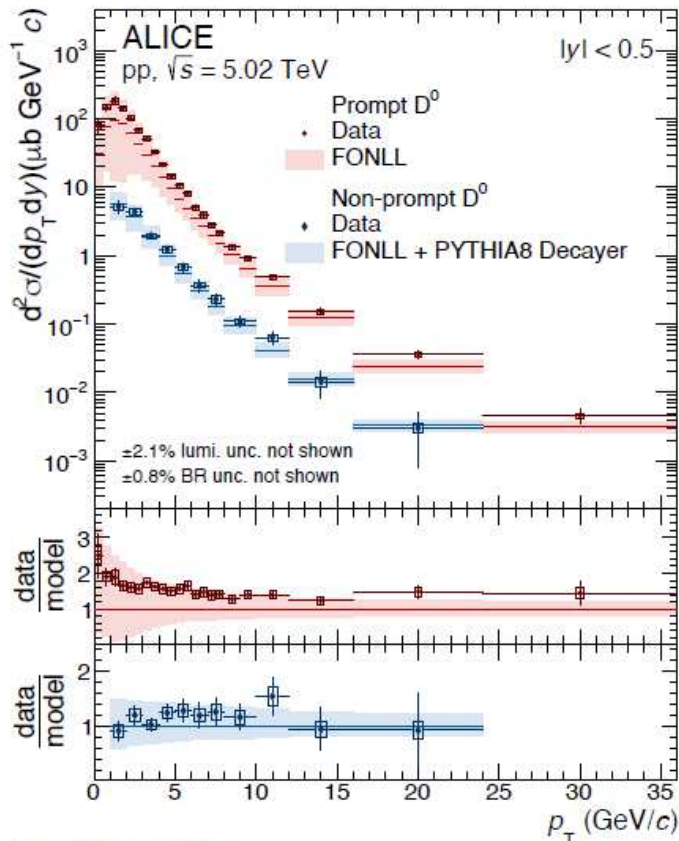 ALICE
pp, √s = 5.02 TeV
|y| < 0.5
Prompt D⁰
Data
FONLL
Non-prompt D⁰
Data
FONLL + PYTHIA8 Decayer
±2.1% lumi. unc. not shown
±0.8% BR unc. not shown
d²σ/(dp_T dy)(μb GeV⁻¹ c)
10³
10²
10
1
10⁻¹
10⁻²
10⁻³
data
model
3
2
1
data
model
2
1
0 5 10 15 20 25 30 35
p_T (GeV/c)